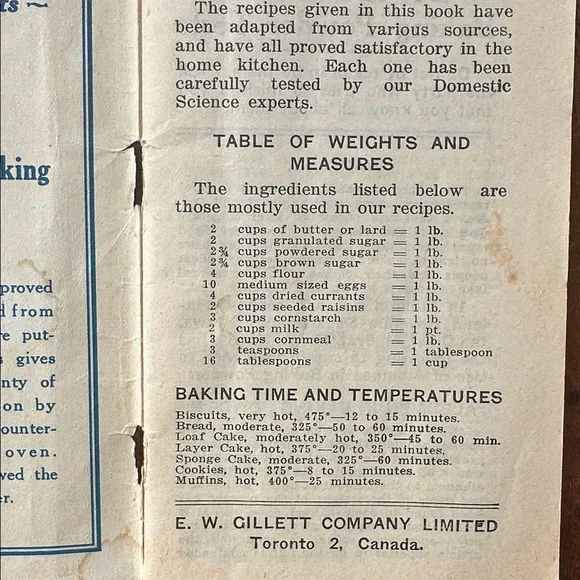 ts ~
king
proved
d from
re put-
s gives
nty of
on by
ounter-
oven.
ved the
er.
The recipes given in this book have
been adapted from various sources,
and have all proved satisfactory in the
home kitchen. Each one has been
carefully tested by our Domestic
Science experts.
TABLE OF WEIGHTS AND
MEASURES
The ingredients listed below are
those mostly used in our recipes.
2 cups of butter or lard = 1 lb.
2 cups granulated sugar = 1 lb.
2¾ cups powdered sugar = 1 lb.
2¾ cups brown sugar = 1 lb.
4 cups flour = 1 lb.
10 medium sized eggs = 1 lb.
4 cups dried currants = 1 lb.
2 cups seeded raisins = 1 lb.
3 cups cornstarch = 1 lb.
2 cups milk = 1 pt.
3 cups cornmeal = 1 lb.
3 teaspoons = 1 tablespoon
16 tablespoons = 1 cup
BAKING TIME AND TEMPERATURES
Biscuits, very hot, 475°—12 to 15 minutes.
Bread, moderate, 325°—50 to 60 minutes.
Loaf Cake, moderately hot, 350°—45 to 60 min.
Layer Cake, hot, 375°—20 to 25 minutes.
Sponge Cake, moderate, 325°—60 minutes.
Cookies, hot, 375°—8 to 15 minutes.
Muffins, hot, 400°—25 minutes.
E. W. GILLETT COMPANY LIMITED
Toronto 2, Canada.